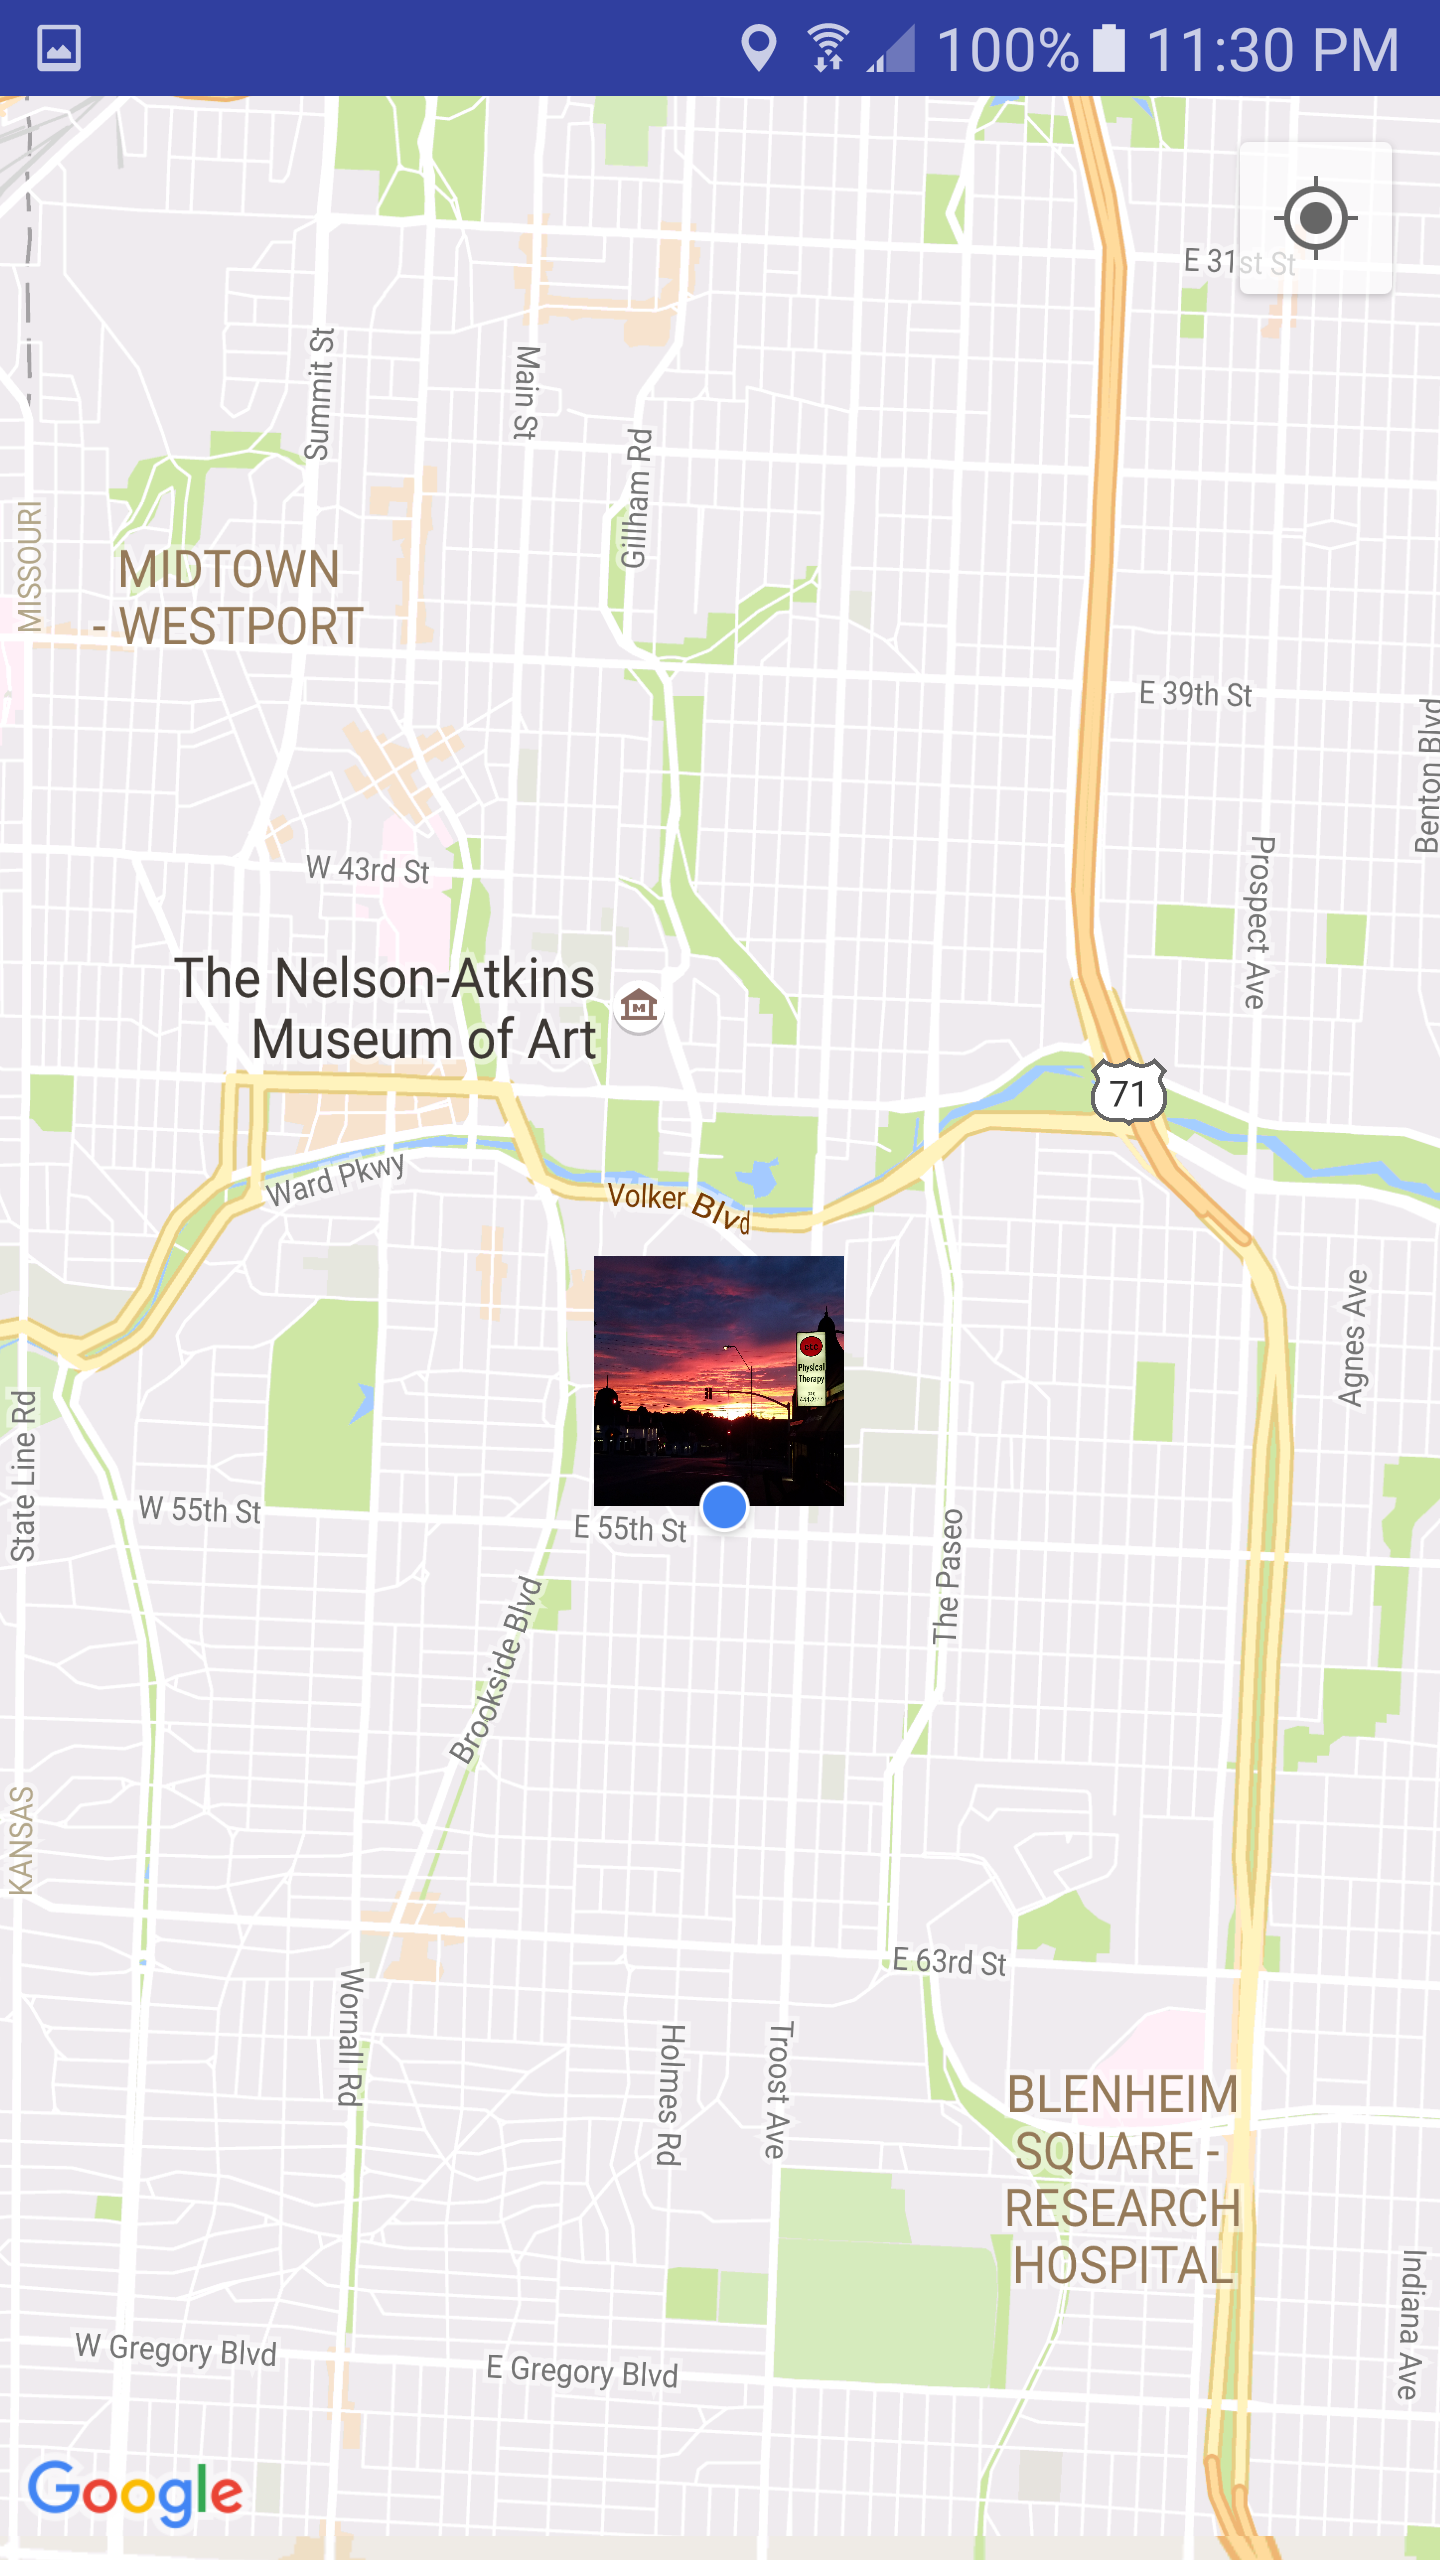 100% 11:30 PM
E 31st St
Summit St
Main St
Gillham Rd
MISSOURI
MIDTOWN
- WESTPORT
E 39th St
Benton Blvd
Prospect Ave
W 43rd St
The Nelson-Atkins
Museum of Art
71
Ward Pkwy
Volker Blvd
Physical
Therapy
Agnes Ave
State Line Rd
W 55th St
E 55th St
The Paseo
Brookside Blvd
KANSAS
E 63rd St
Wornall Rd
Holmes Rd
Troost Ave
BLENHEIM
SQUARE -
RESEARCH
HOSPITAL
Indiana Ave
W Gregory Blvd
E Gregory Blvd
Google